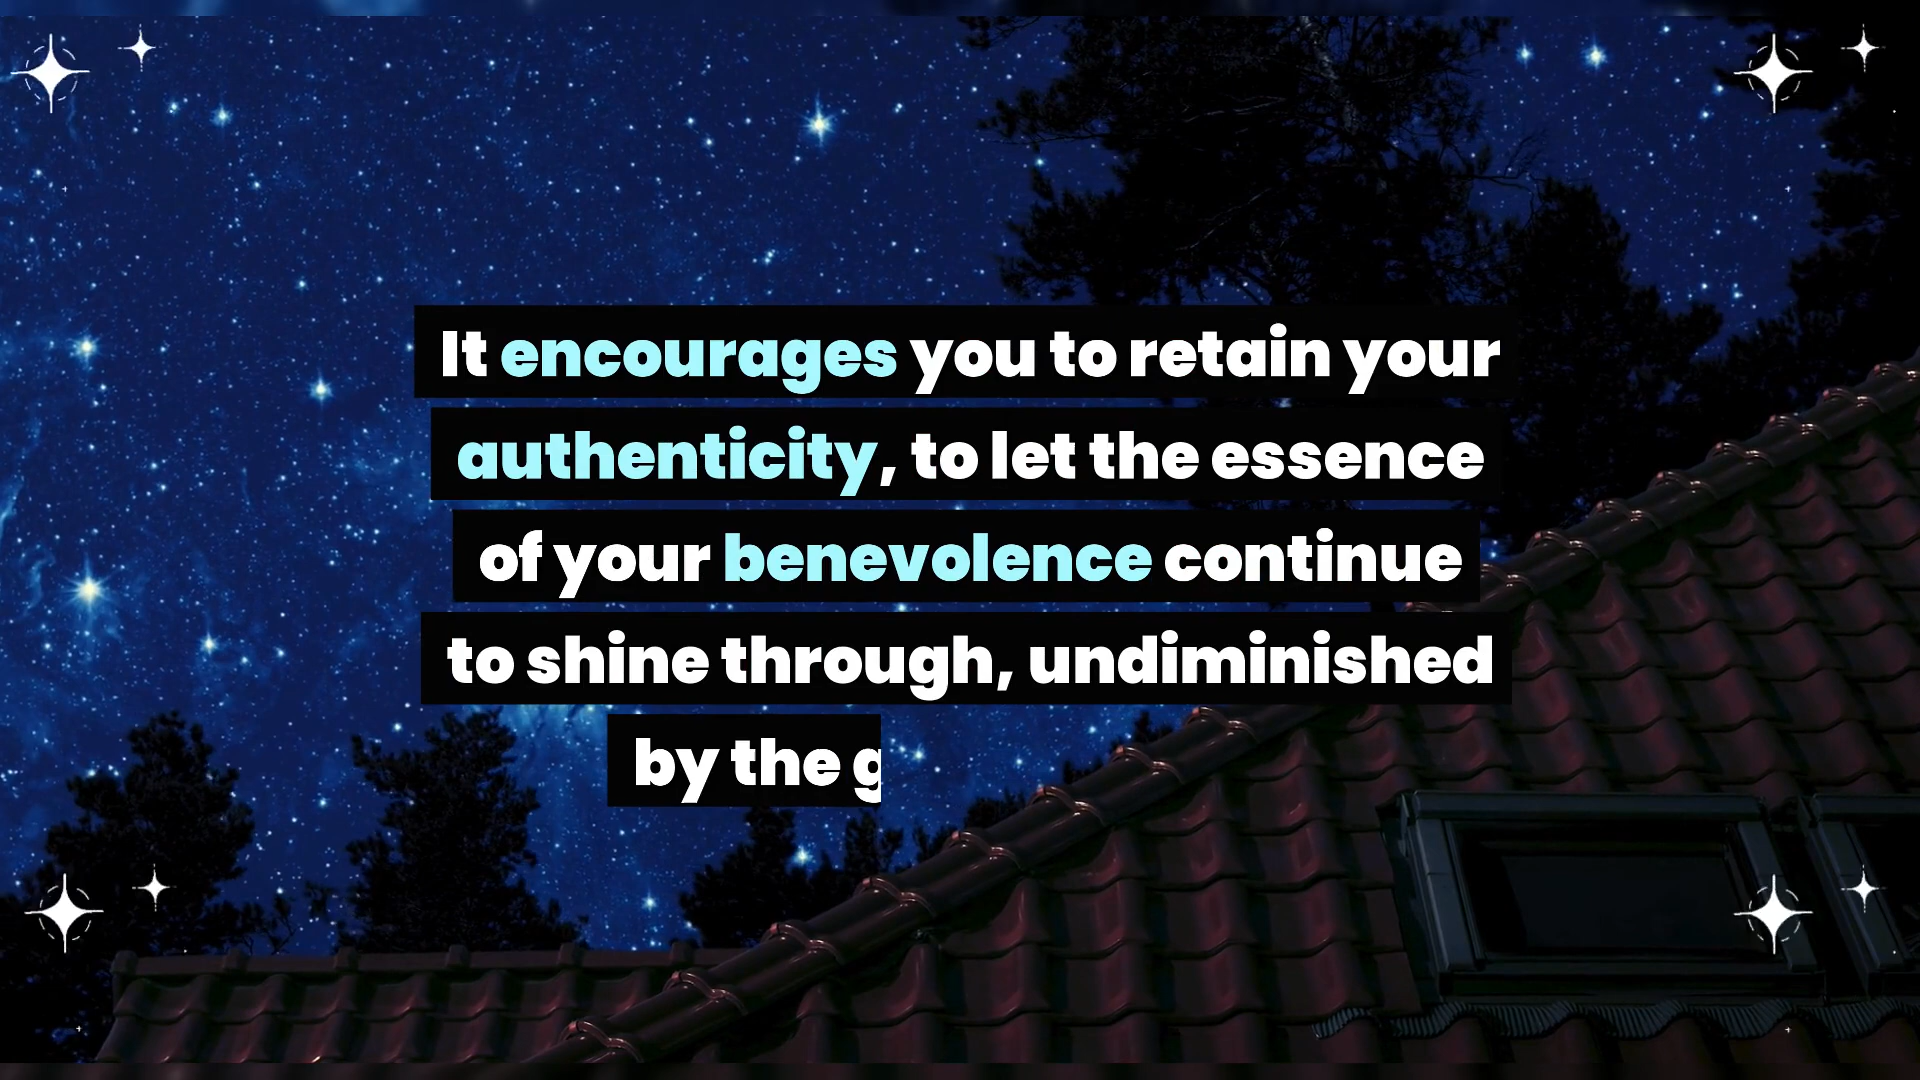 It encourages you to retain your
authenticity, to let the essence
of your benevolence continue
to shine through, undiminished
by the g